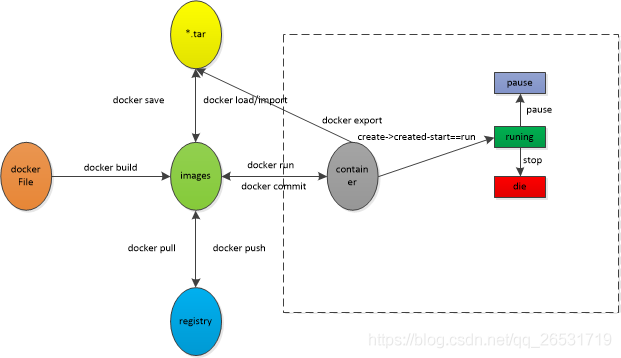 *.tar
docker save
docker load/import
docker export
pause
pause
create->created-start==run
runing
docker
File
docker build
images
docker run
docker commit
contain
er
stop
die
docker pull
docker push
registry
https://blog.csdn.net/qq_26531719